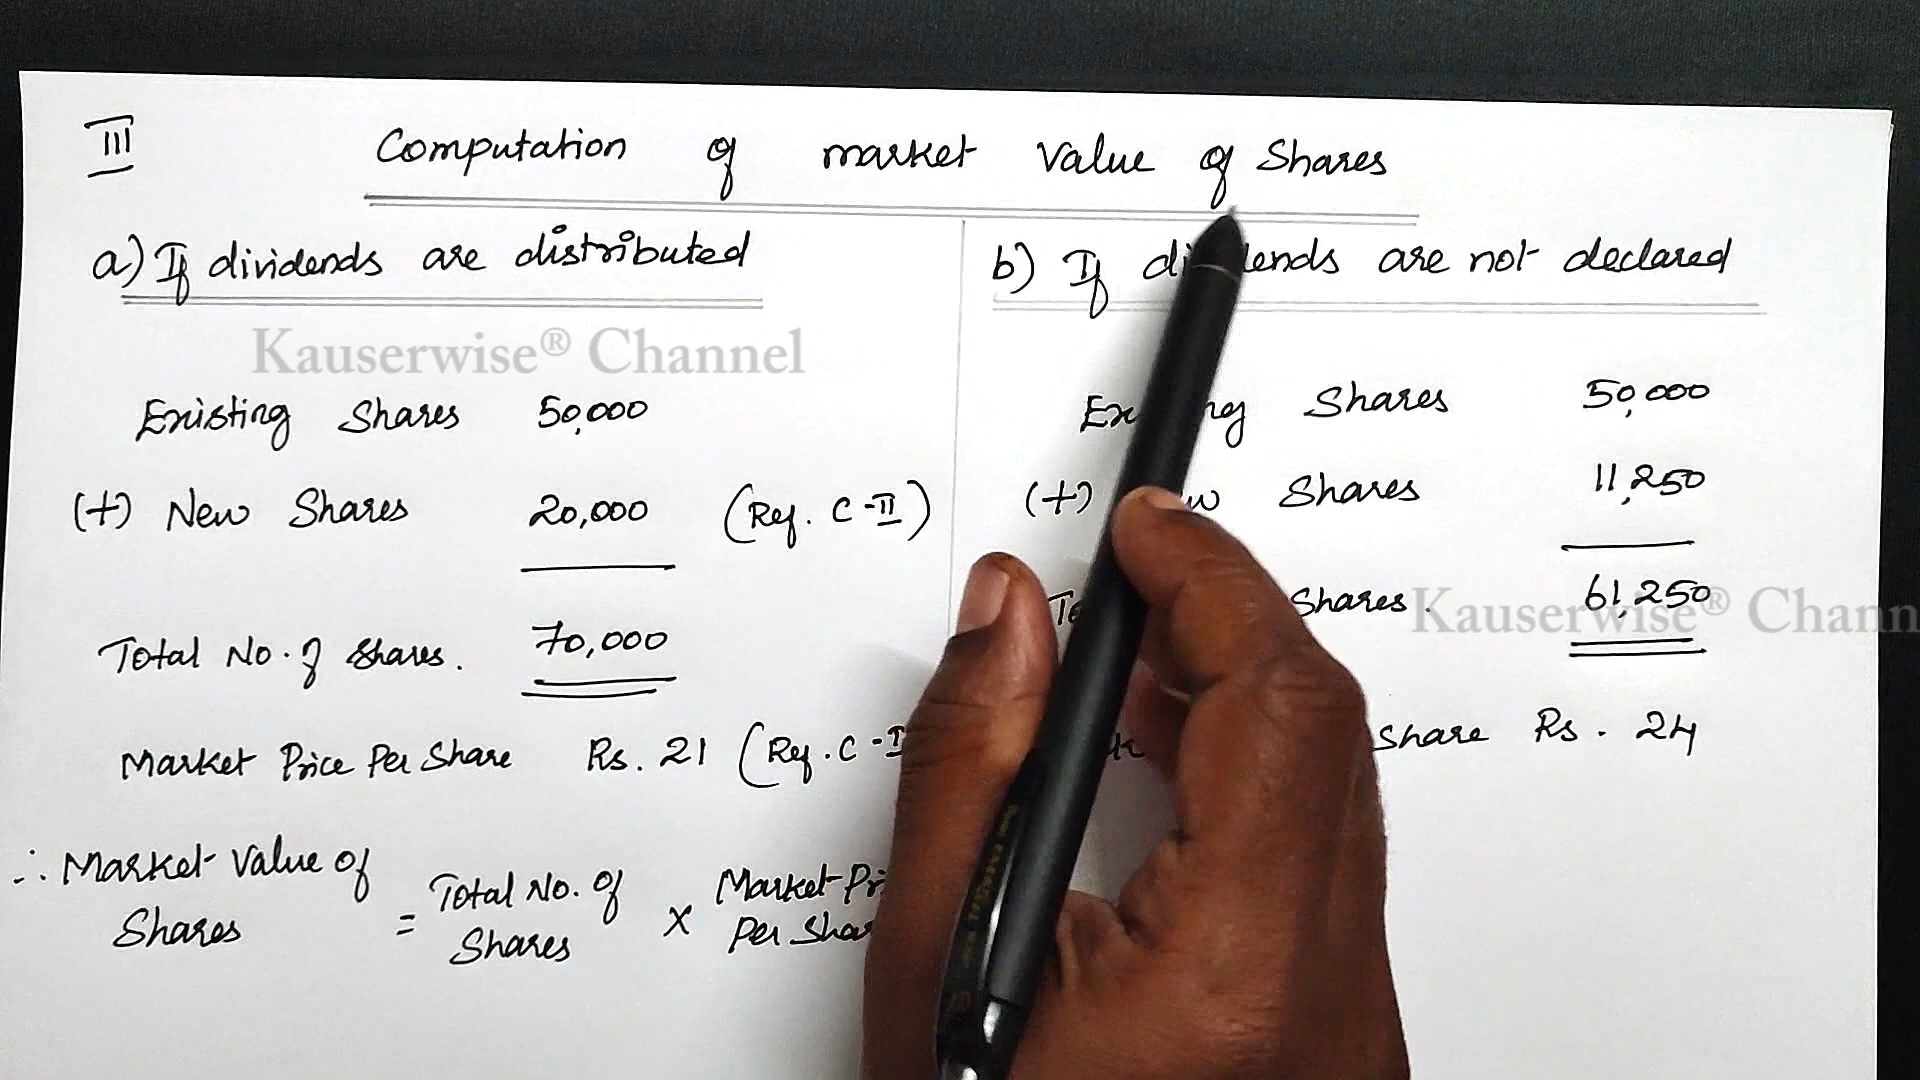 III
Computation of market value of Shares
a) If dividends are distributed
Kauserwise® Channel
Existing Shares 50,000
(+) New Shares 20,000 (Ref. C-II)
Total No. of Shares. 70,000
Market Price Per Share Rs. 21 (Ref. C-I
∴ Market Value of Shares = Total No. of Shares X Market Pri
Per Shar
b) If are not declared
Shares 50,000
(+) Shares 11,250
Shares. 61,250
Kauserwise® Chann
Share Rs. 24